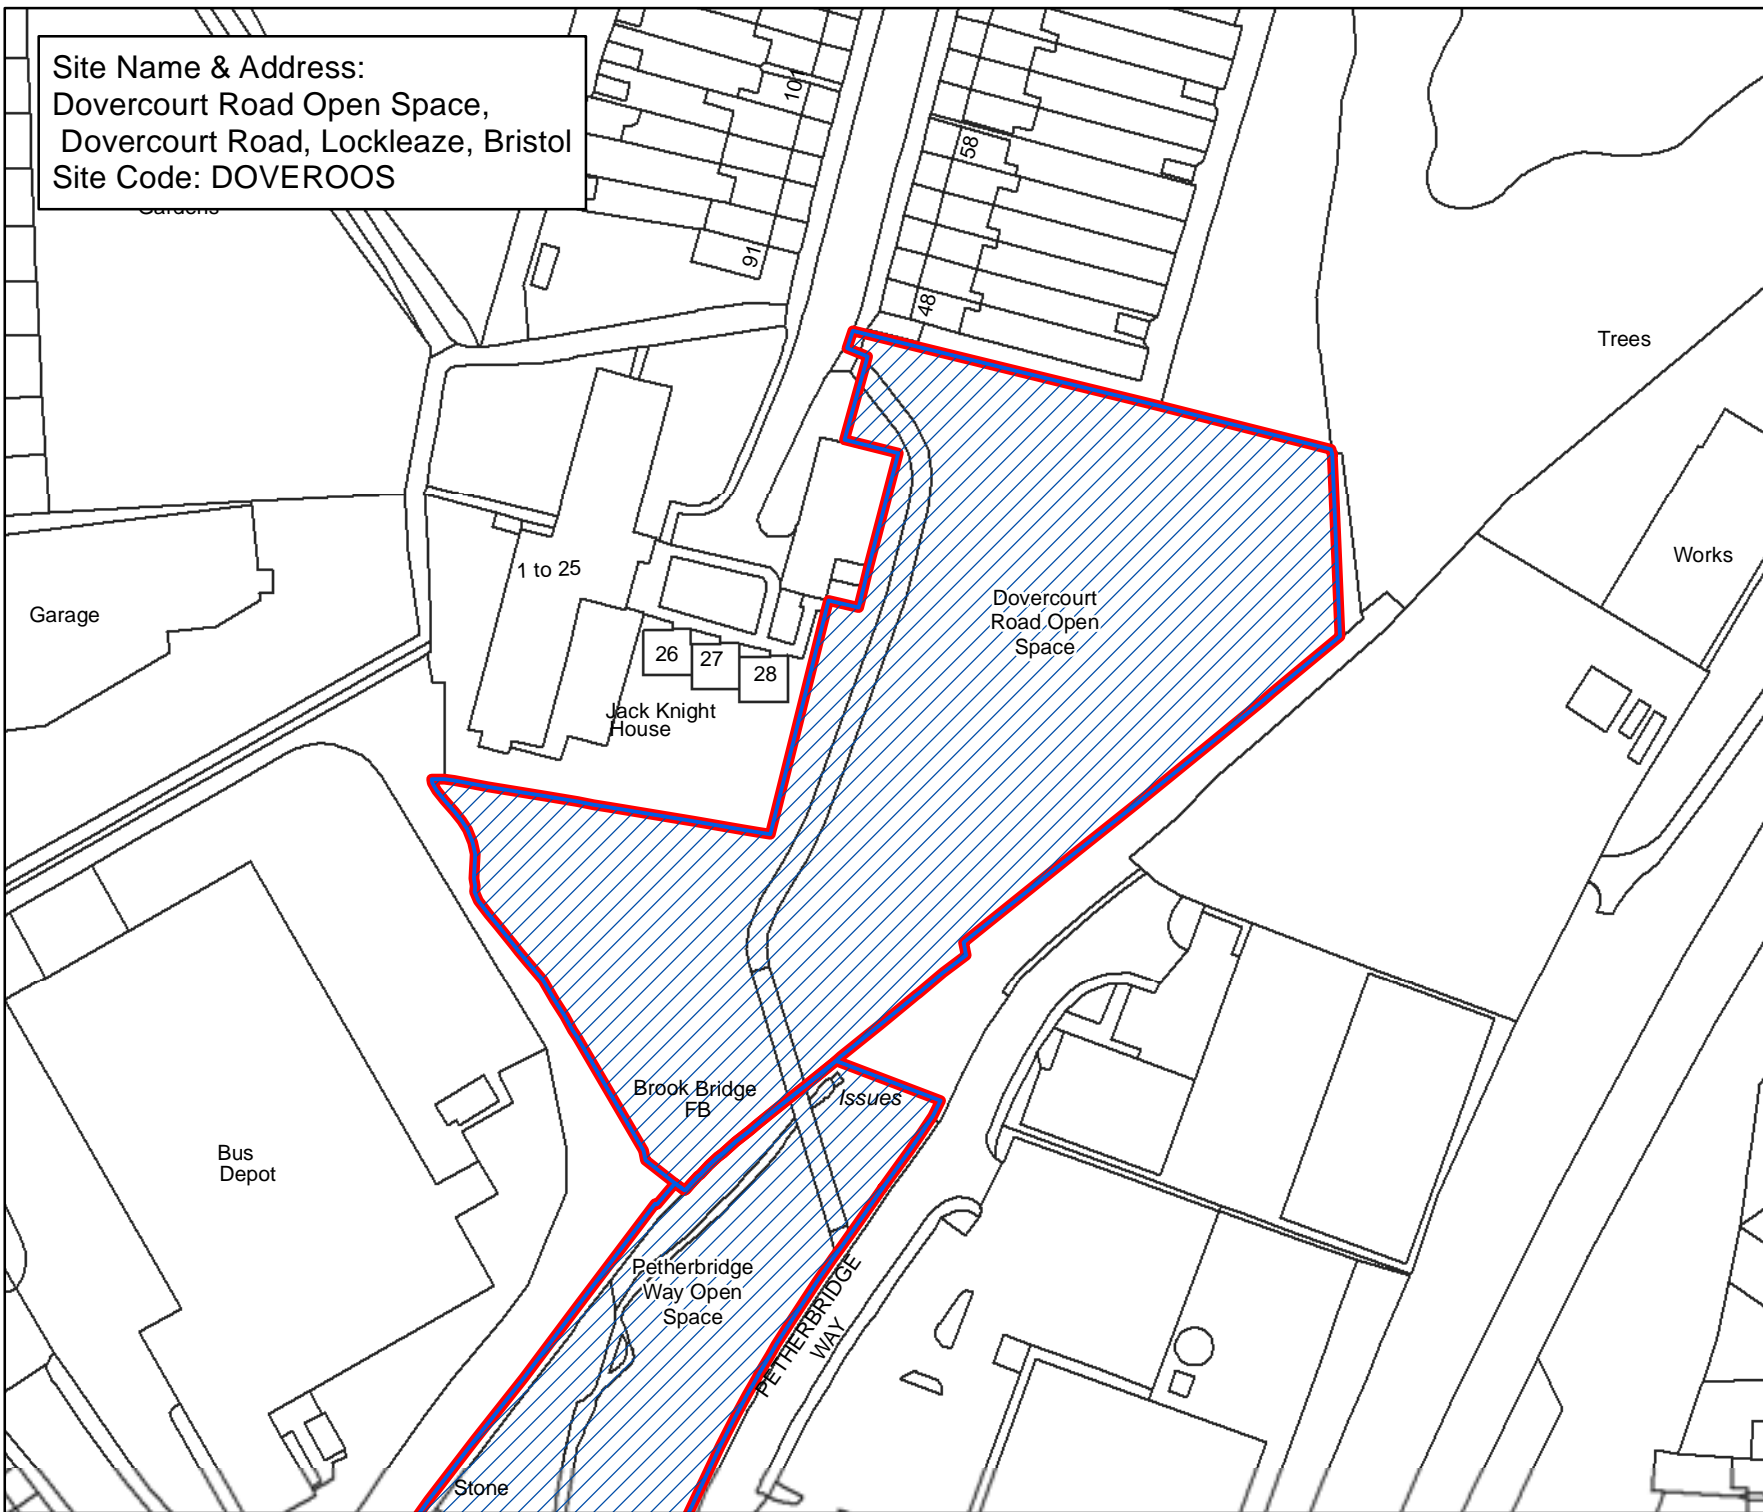 Site Name & Address:
Dovercourt Road Open Space,
Dovercourt Road, Lockleaze, Bristol
Site Code: DOVEROOS
Gardens
101
58
91
48
Trees
Works
1 to 25
Garage
Dovercourt
Road Open
Space
26
27
28
Jack Knight
House
Brook Bridge
FB
Issues
Bus
Depot
Petherbridge
Way Open
Space
PETHERBRIDGE
WAY
Stone